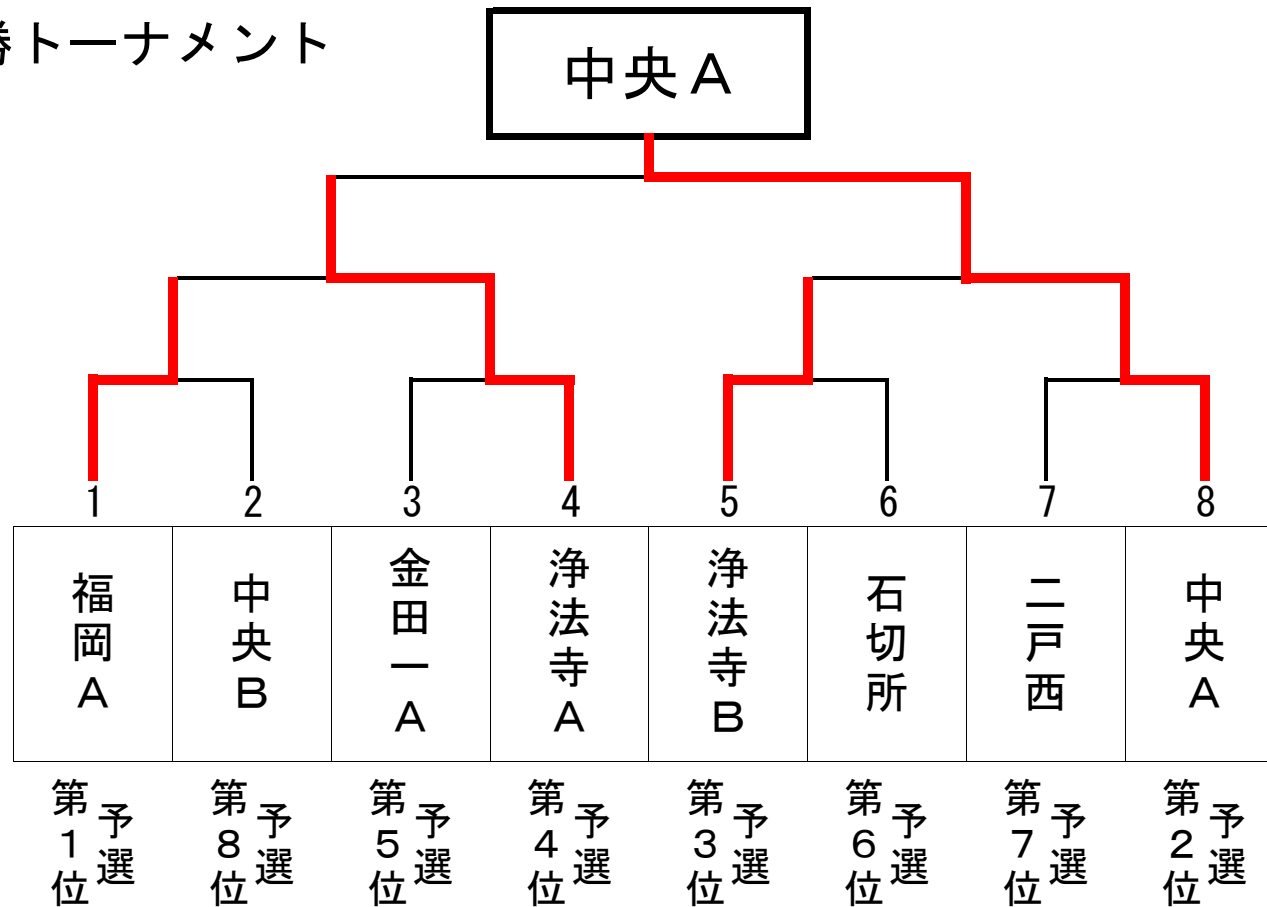 勝トーナメント
中央A
1
2
3
4
5
6
7
8
福岡A
中央B
金田一A
浄法寺A
浄法寺B
石切所
二戸西
中央A
予選第1位
予選第8位
予選第5位
予選第4位
予選第3位
予選第6位
予選第7位
予選第2位